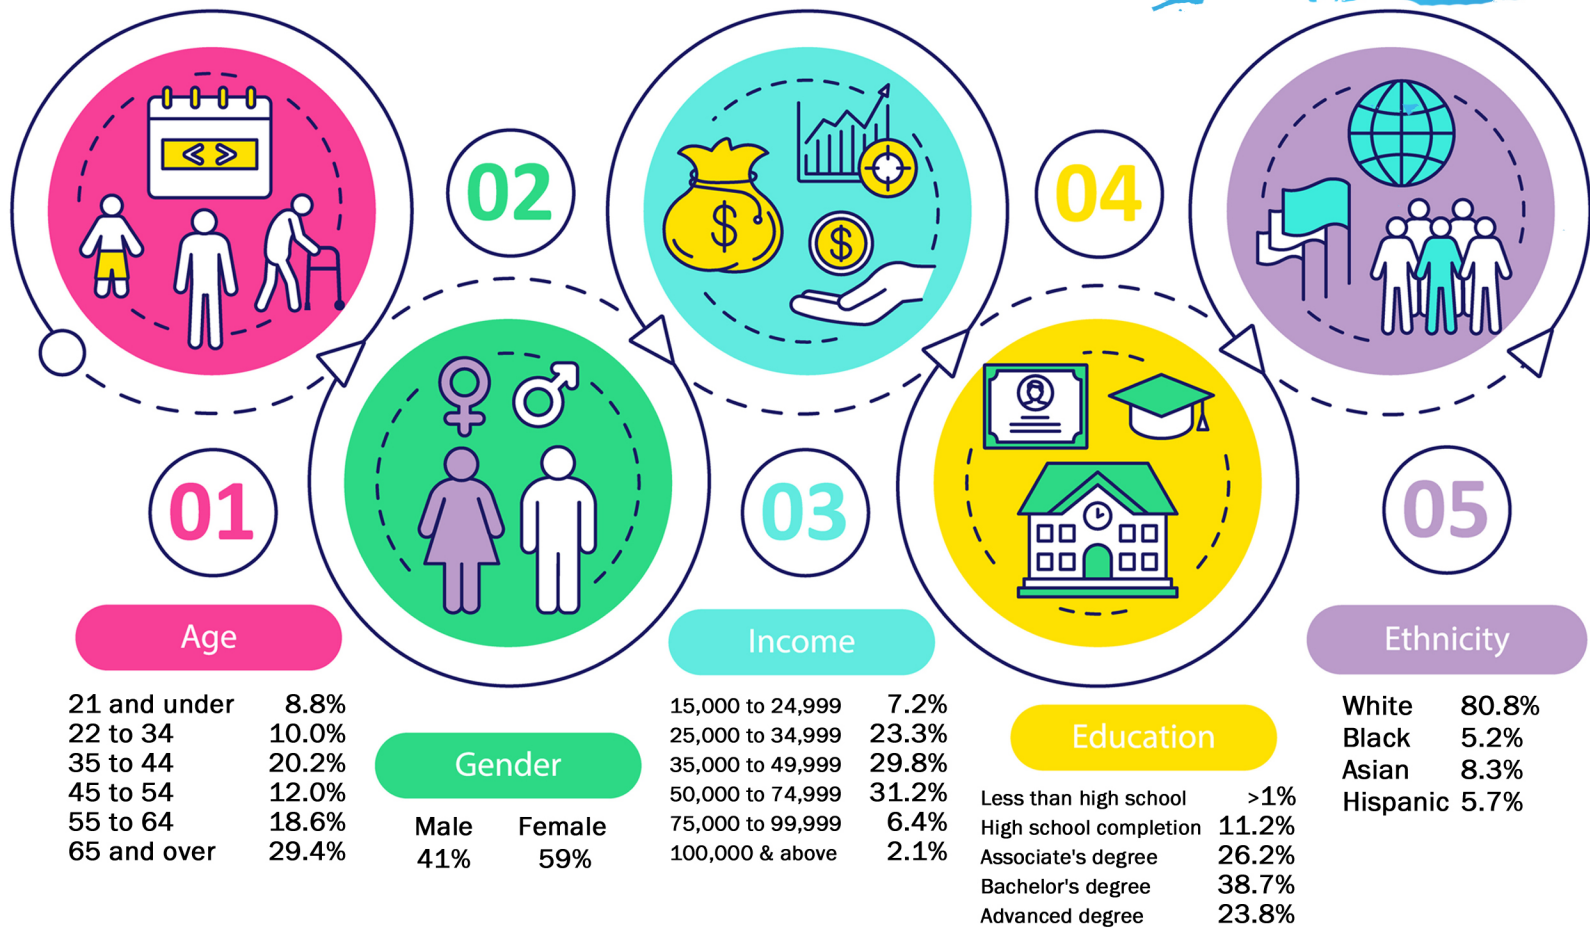 01
Age
21 and under 8.8%
22 to 34 10.0%
35 to 44 20.2%
45 to 54 12.0%
55 to 64 18.6%
65 and over 29.4%
02
Gender
Male Female
41% 59%
$
$
03
Income
15,000 to 24,999 7.2%
25,000 to 34,999 23.3%
35,000 to 49,999 29.8%
50,000 to 74,999 31.2%
75,000 to 99,999 6.4%
100,000 & above 2.1%
04
Education
Less than high school >1%
High school completion 11.2%
Associate's degree 26.2%
Bachelor's degree 38.7%
Advanced degree 23.8%
05
Ethnicity
White 80.8%
Black 5.2%
Asian 8.3%
Hispanic 5.7%